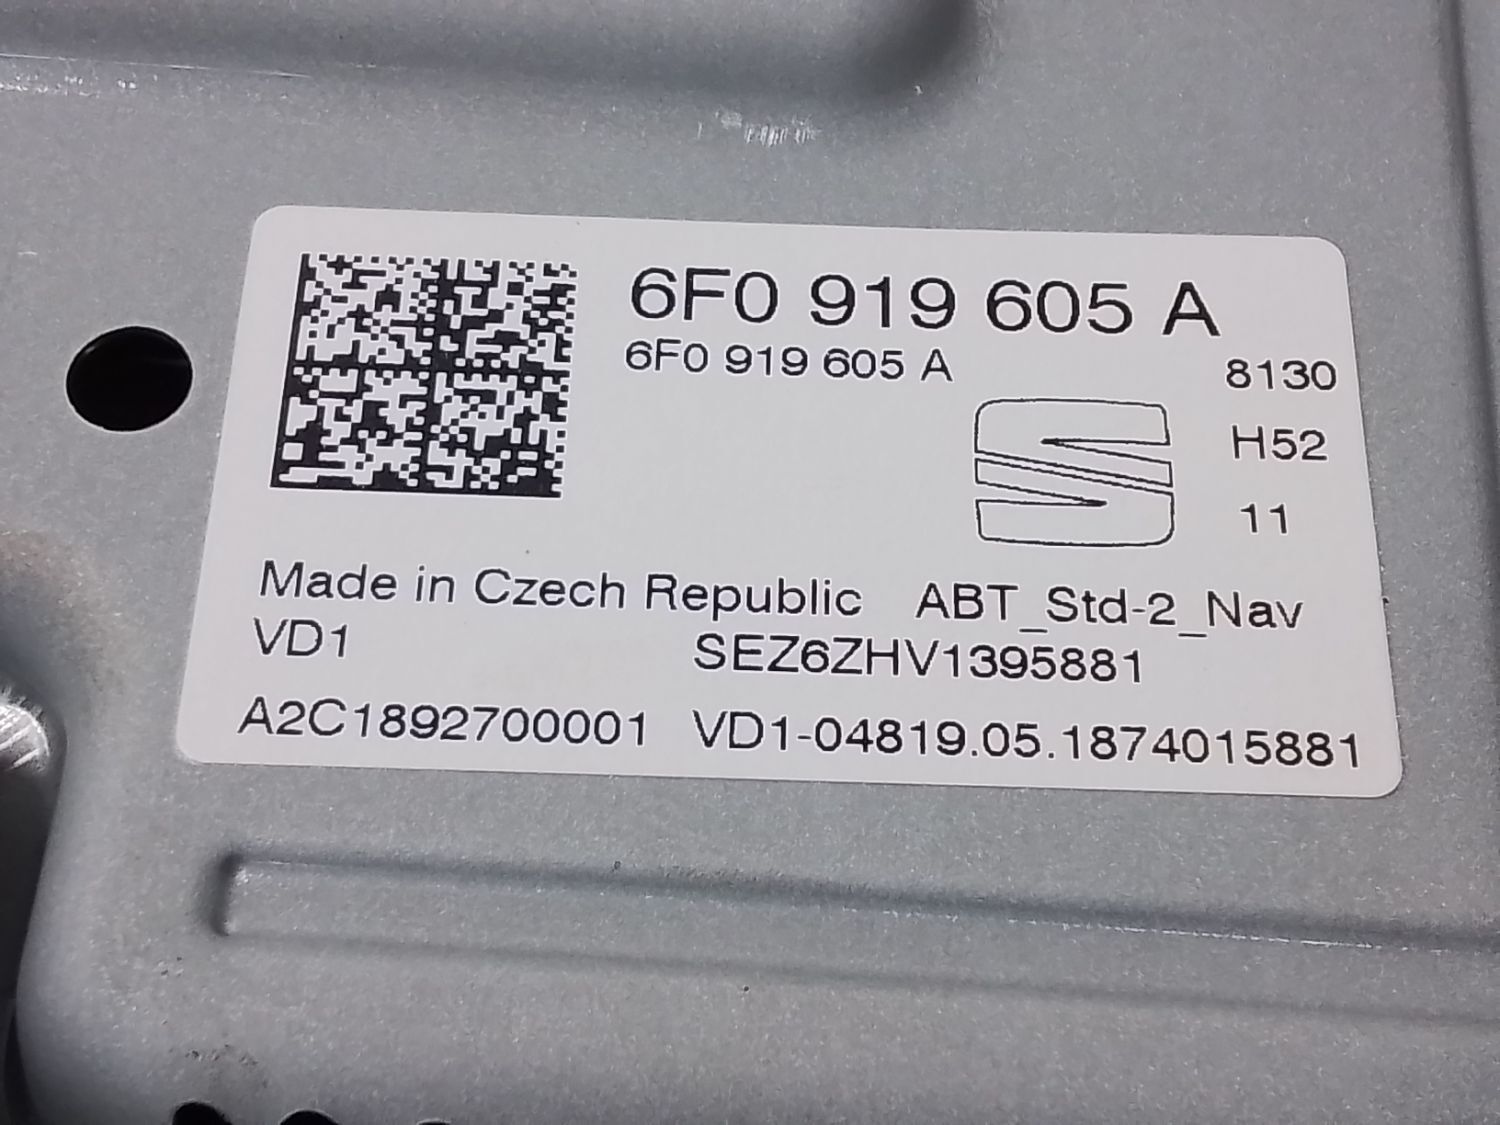 6F0 919 605 A
6F0 919 605 A
8130
H52
11
Made in Czech Republic ABT_Std-2_Nav
VD1 SEZ6ZHV1395881
A2C1892700001 VD1-04819.05.1874015881